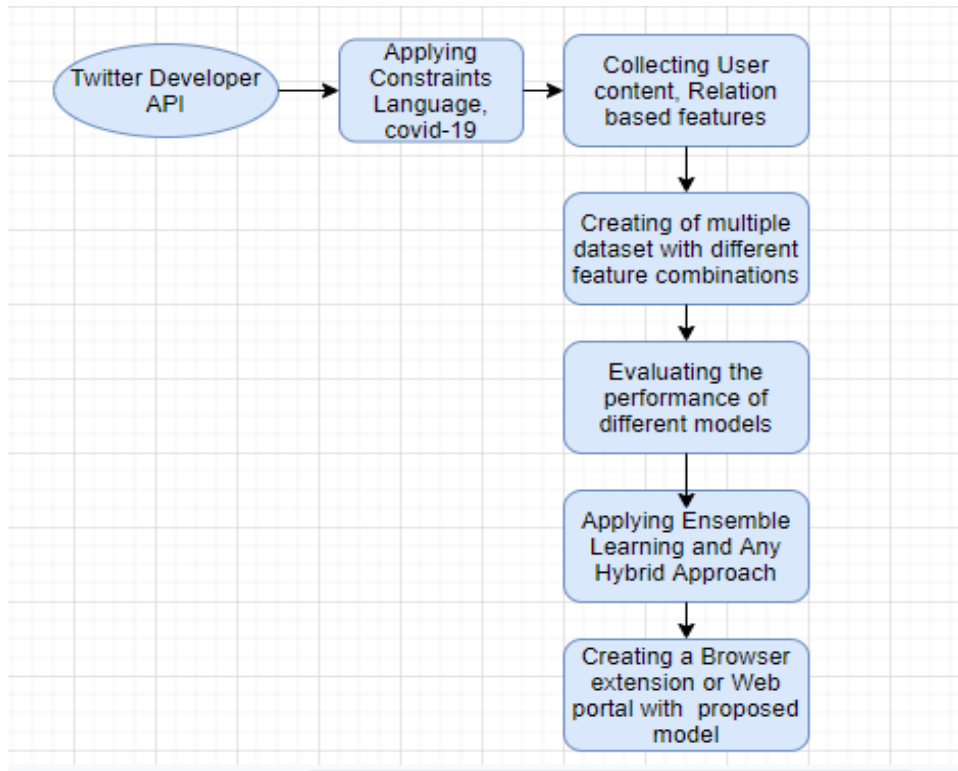 Twitter Developer
API
Applying
Constraints
Language,
covid-19
Collecting User
content, Relation
based features
Creating of multiple
dataset with different
feature combinations
Evaluating the
performance of
different models
Applying Ensemble
Learning and Any
Hybrid Approach
Creating a Browser
extension or Web
portal with proposed
model